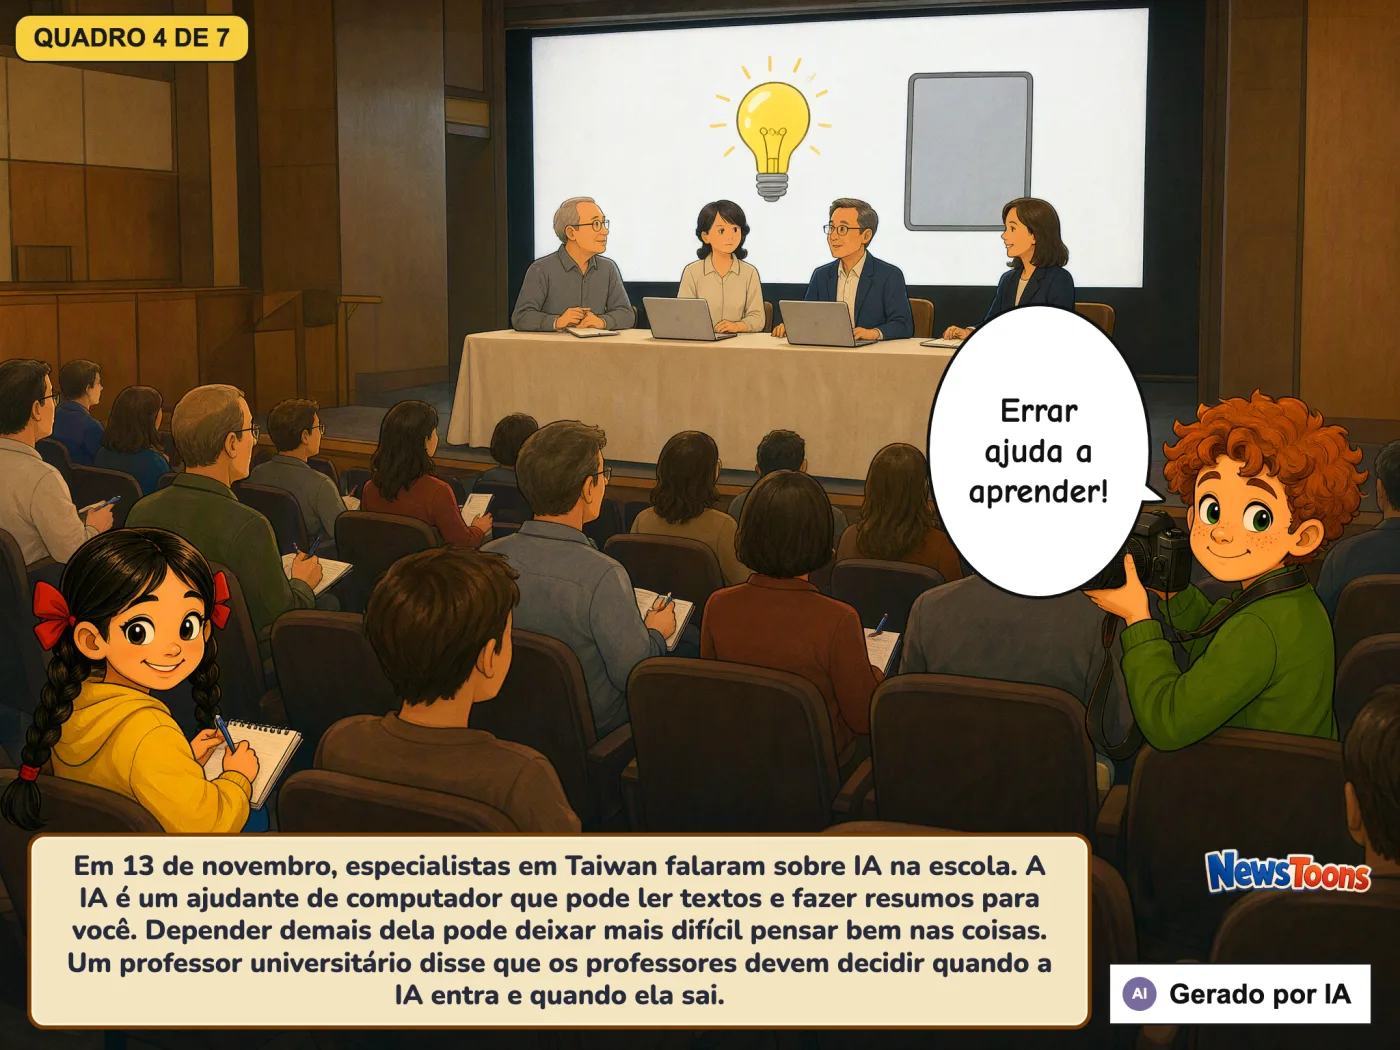 QUADRO 4 DE 7
Errar
ajuda a
aprender!
Em 13 de novembro, especialistas em Taiwan falaram sobre IA na escola. A
IA é um ajudante de computador que pode ler textos e fazer resumos para
você. Depender demais dela pode deixar mais difícil pensar bem nas coisas.
Um professor universitário disse que os professores devem decidir quando a
IA entra e quando ela sai.
NewsToons
AI Gerado por IA